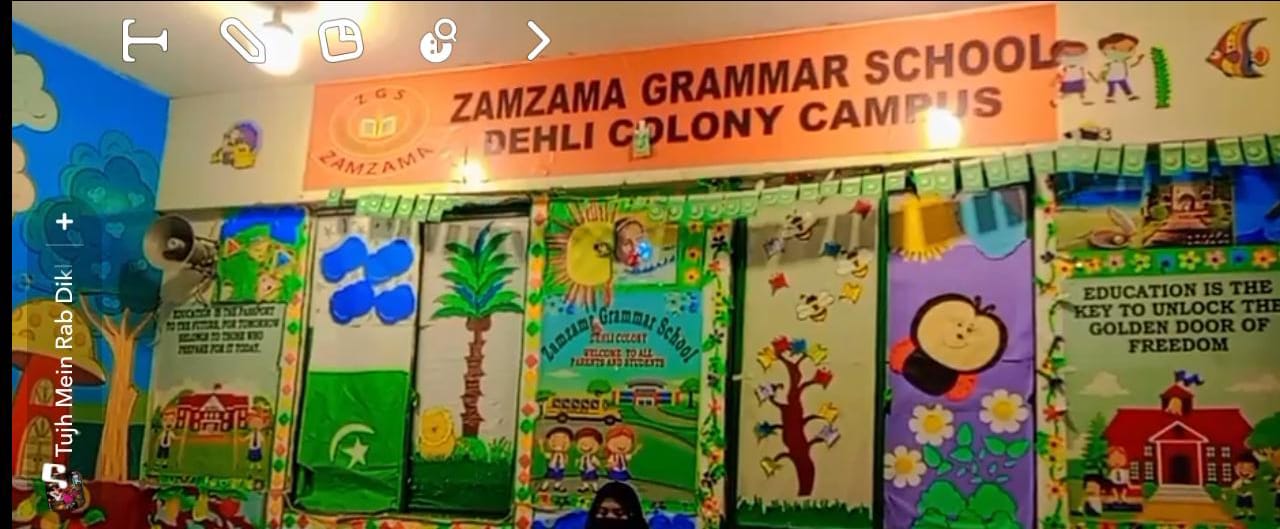 T
ZGS
ZAMZAMA
ZAMZAMA GRAMMAR SCHOOL
DEHLI COLONY CAMPUS
Tujh Mein Rab Dik
EDUCATION IS THE PASSPORT
TO THE FUTURE, FOR TOMORROW
BELONGS TO THOSE WHO
PREPARE FOR IT TODAY.
Zamzama Grammar School
DEHLI COLONY
WELCOME TO ALL
PARENTS AND STUDENTS
EDUCATION IS THE
KEY TO UNLOCK THE
GOLDEN DOOR OF
FREEDOM